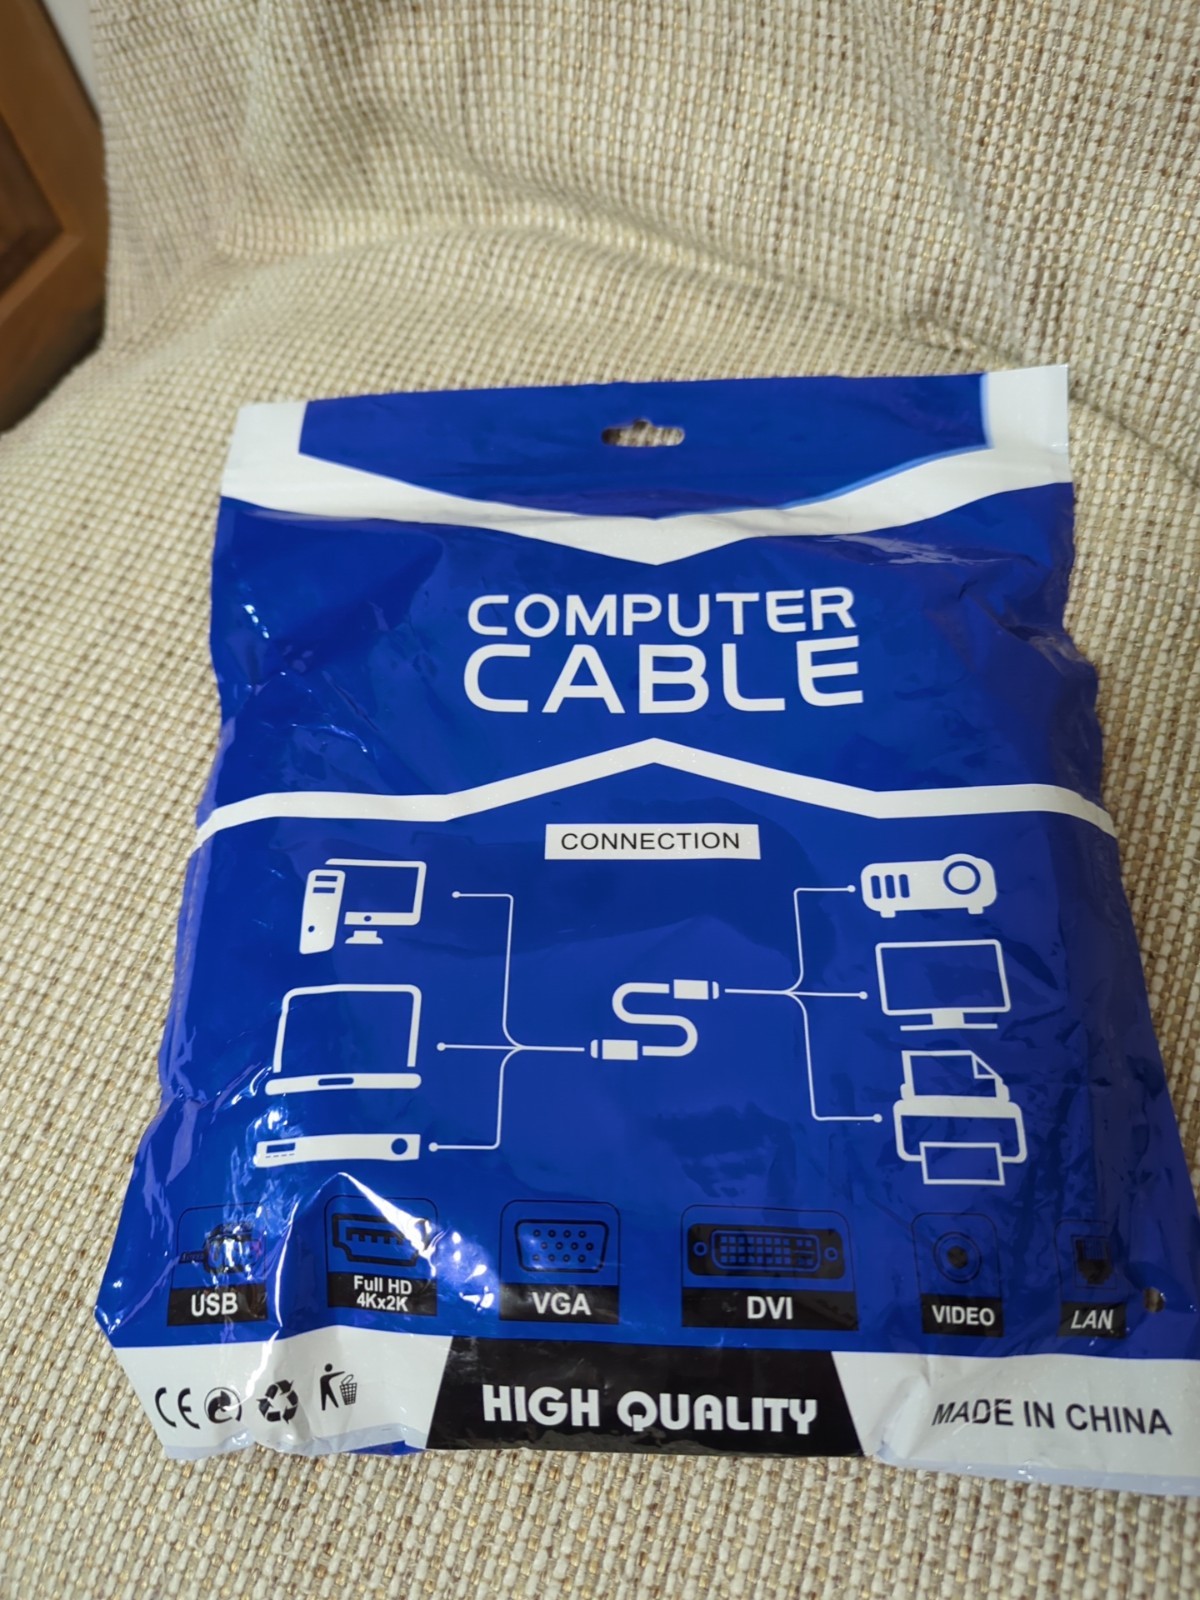 COMPUTER
CABLE
CONNECTION
USB
Full HD
4Kx2K
VGA
DVI
VIDEO
LAN
CE
HIGH QUALITY
MADE IN CHINA